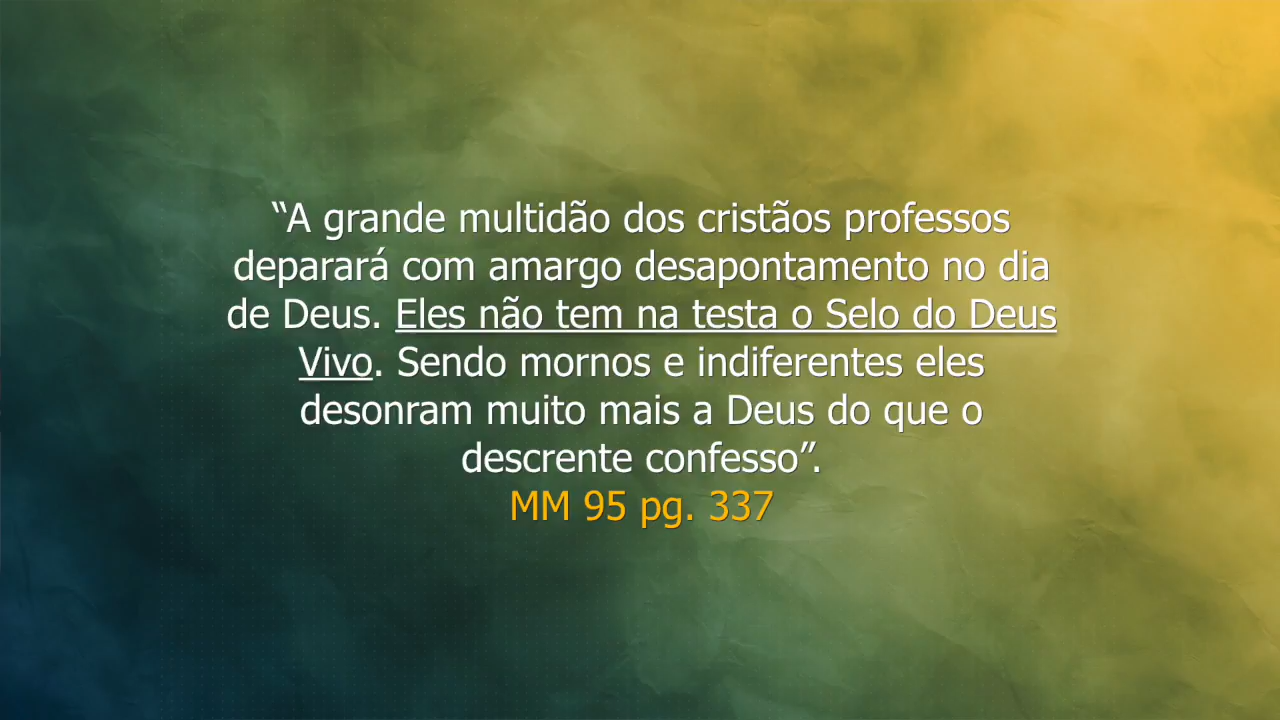 “A grande multidão dos cristãos professos
deparará com amargo desapontamento no dia
de Deus. Eles não tem na testa o Selo do Deus
Vivo. Sendo mornos e indiferentes eles
desonram muito mais a Deus do que o
descrente confesso”.
MM 95 pg. 337